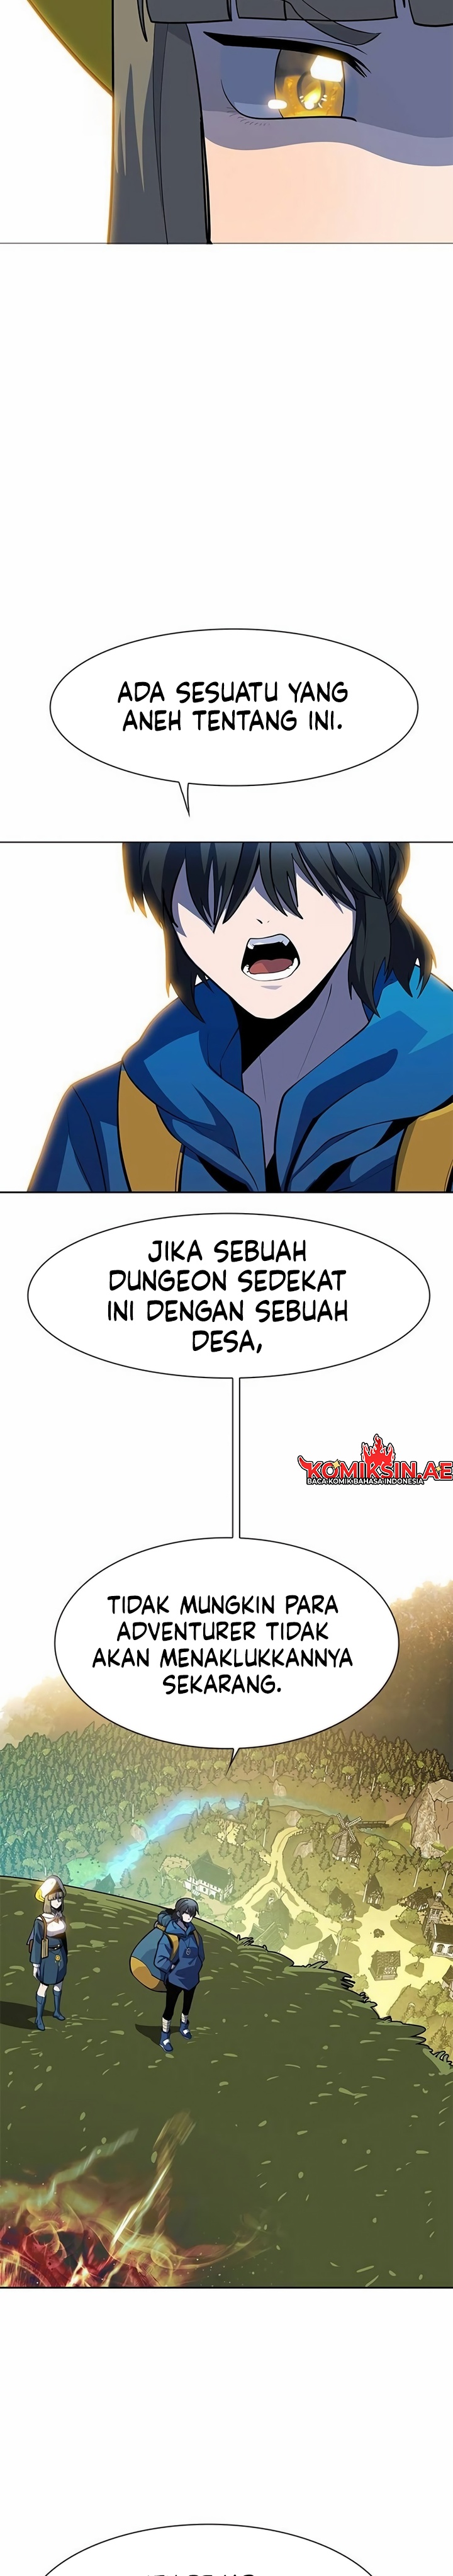 ADA SESUATU YANG
ANEH TENTANG INI.
JIKA SEBUAH
DUNGEON SEDEKAT
INI DENGAN SEBUAH
DESA,
KOMIKSIN.AE
BACA KOMIK BAHASA INDONESIA
TIDAK MUNGKIN PARA
ADVENTURER TIDAK
AKAN MENAKLUKKANNYA
SEKARANG.